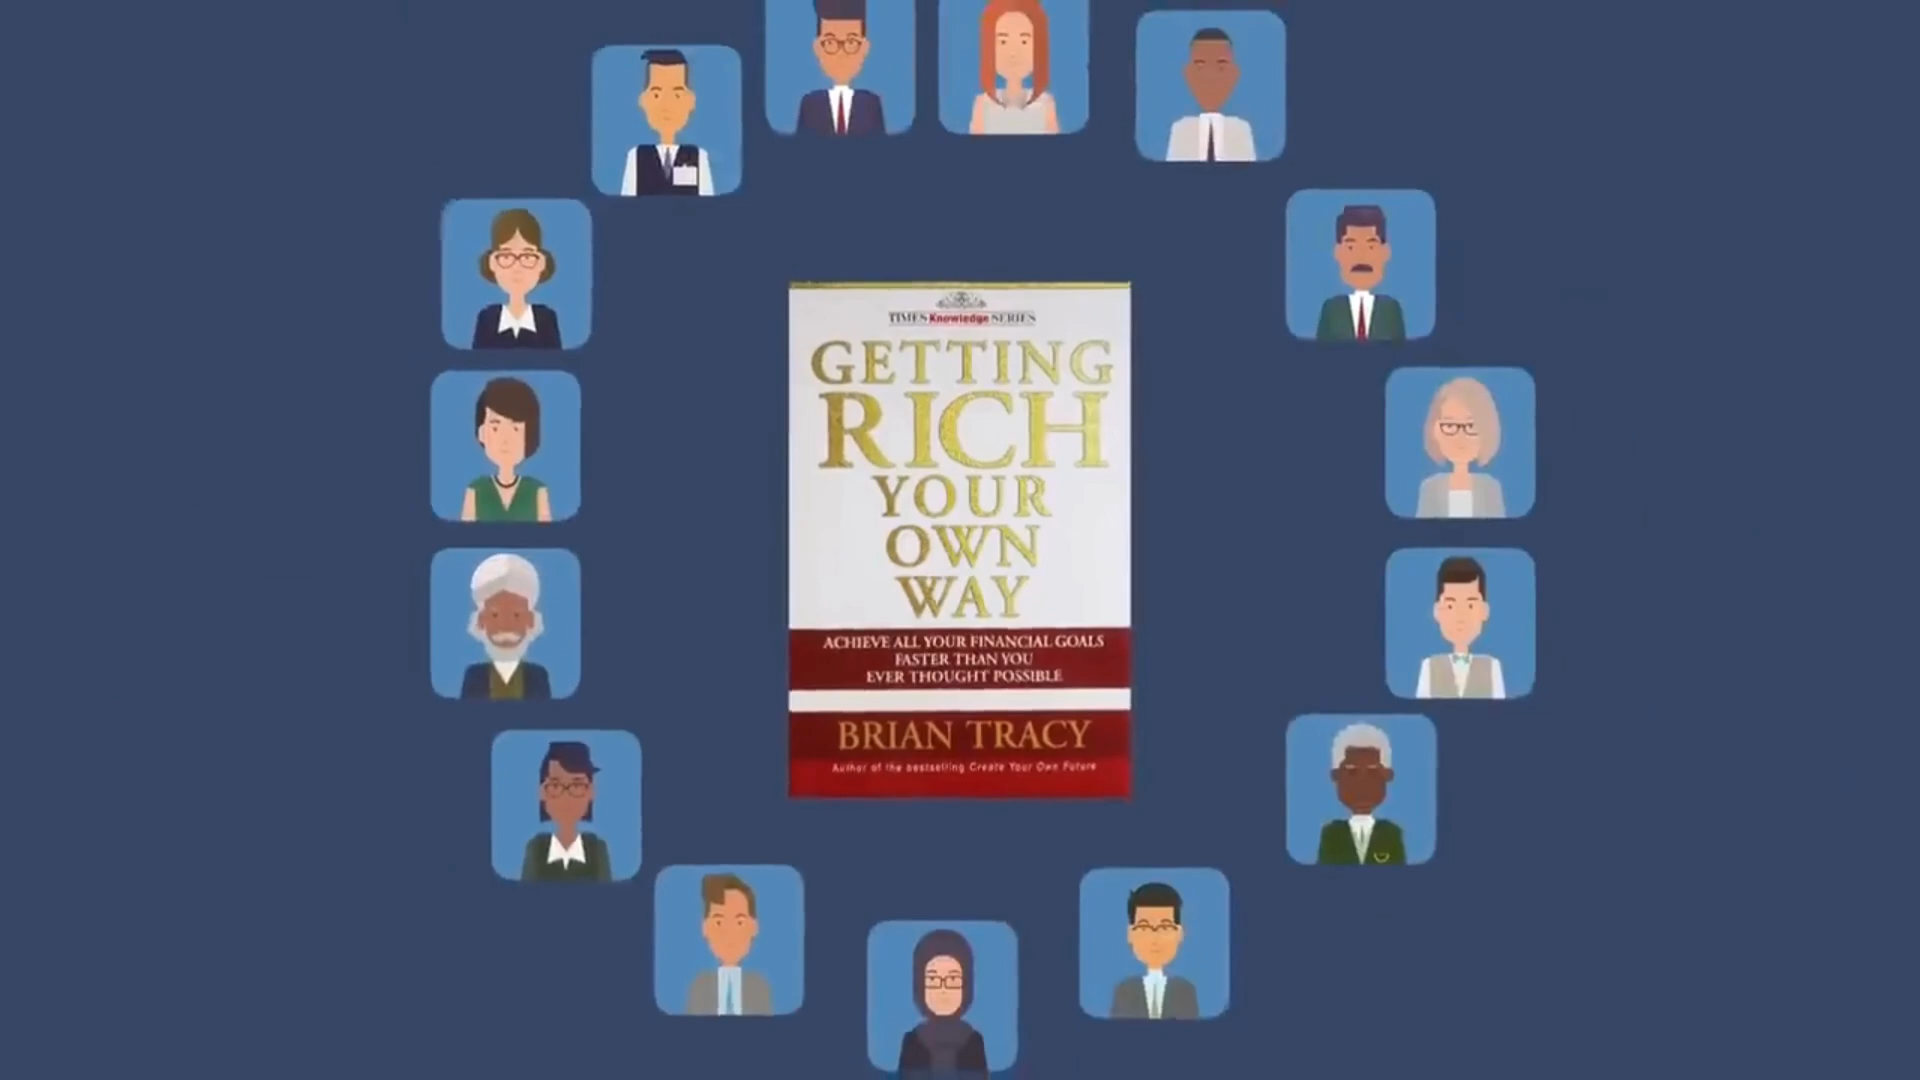 TIMES Knowledge SERIES
GETTING
RICH
YOUR
OWN
WAY
ACHIEVE ALL YOUR FINANCIAL GOALS
FASTER THAN YOU
EVER THOUGHT POSSIBLE
BRIAN TRACY
Author of the bestselling Create Your Own Future